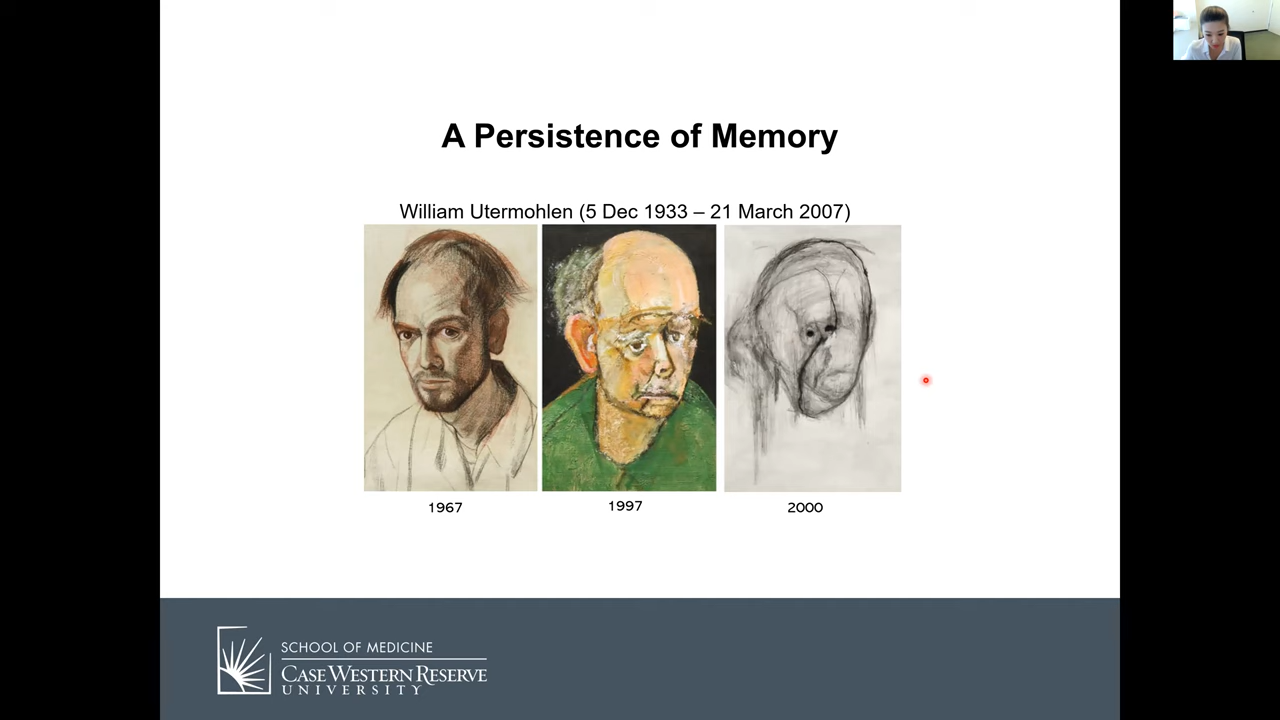 A Persistence of Memory
William Utermohlen (5 Dec 1933 – 21 March 2007)
1967
1997
2000
SCHOOL OF MEDICINE
CASE WESTERN RESERVE
UNIVERSITY